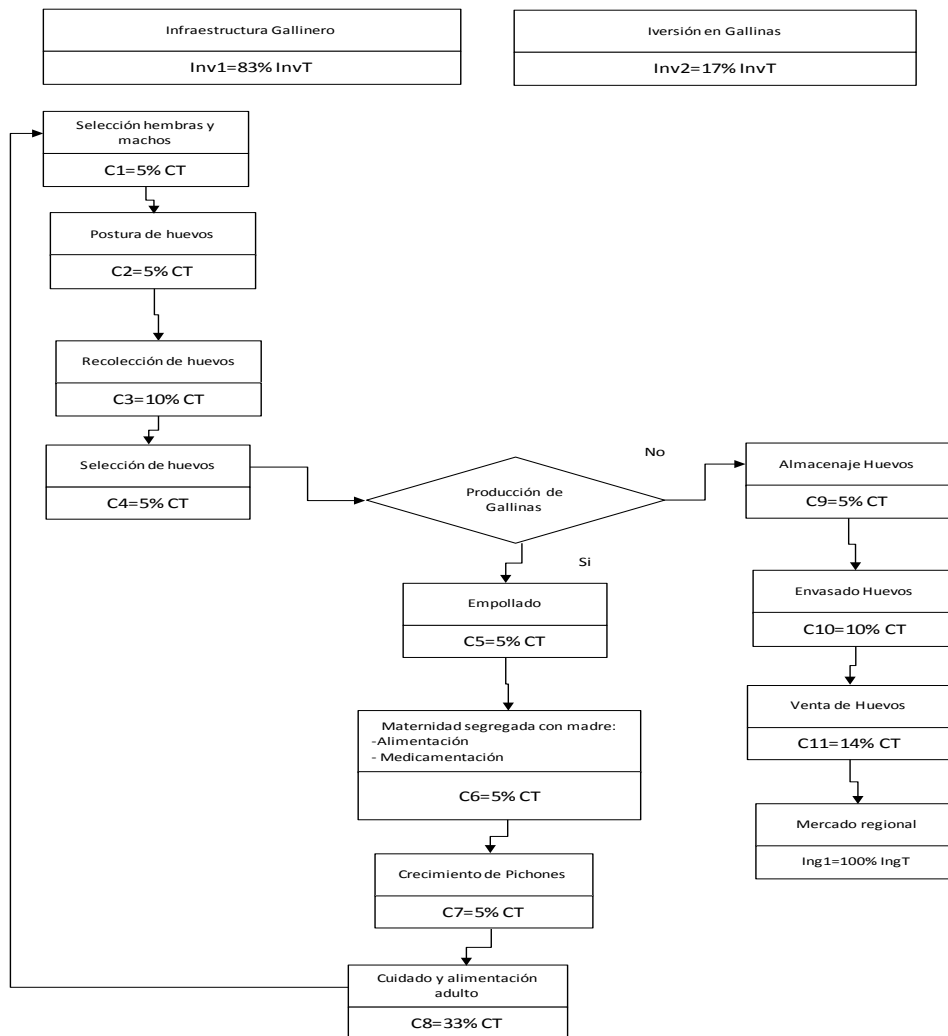 Infraestructura Gallinero
Inv1=83% InvT
Iversión en Gallinas
Inv2=17% InvT
Selección hembras y
machos
C1=5% CT
Postura de huevos
C2=5% CT
Recolección de huevos
C3=10% CT
Selección de huevos
C4=5% CT
Producción de
Gallinas
No
Si
Almacenaje Huevos
C9=5% CT
Envasado Huevos
C10=10% CT
Venta de Huevos
C11=14% CT
Mercado regional
Ing1=100% IngT
Empollado
C5=5% CT
Maternidad segregada con madre:
-Alimentación
- Medicamentación
C6=5% CT
Crecimiento de Pichones
C7=5% CT
Cuidado y alimentación
adulto
C8=33% CT